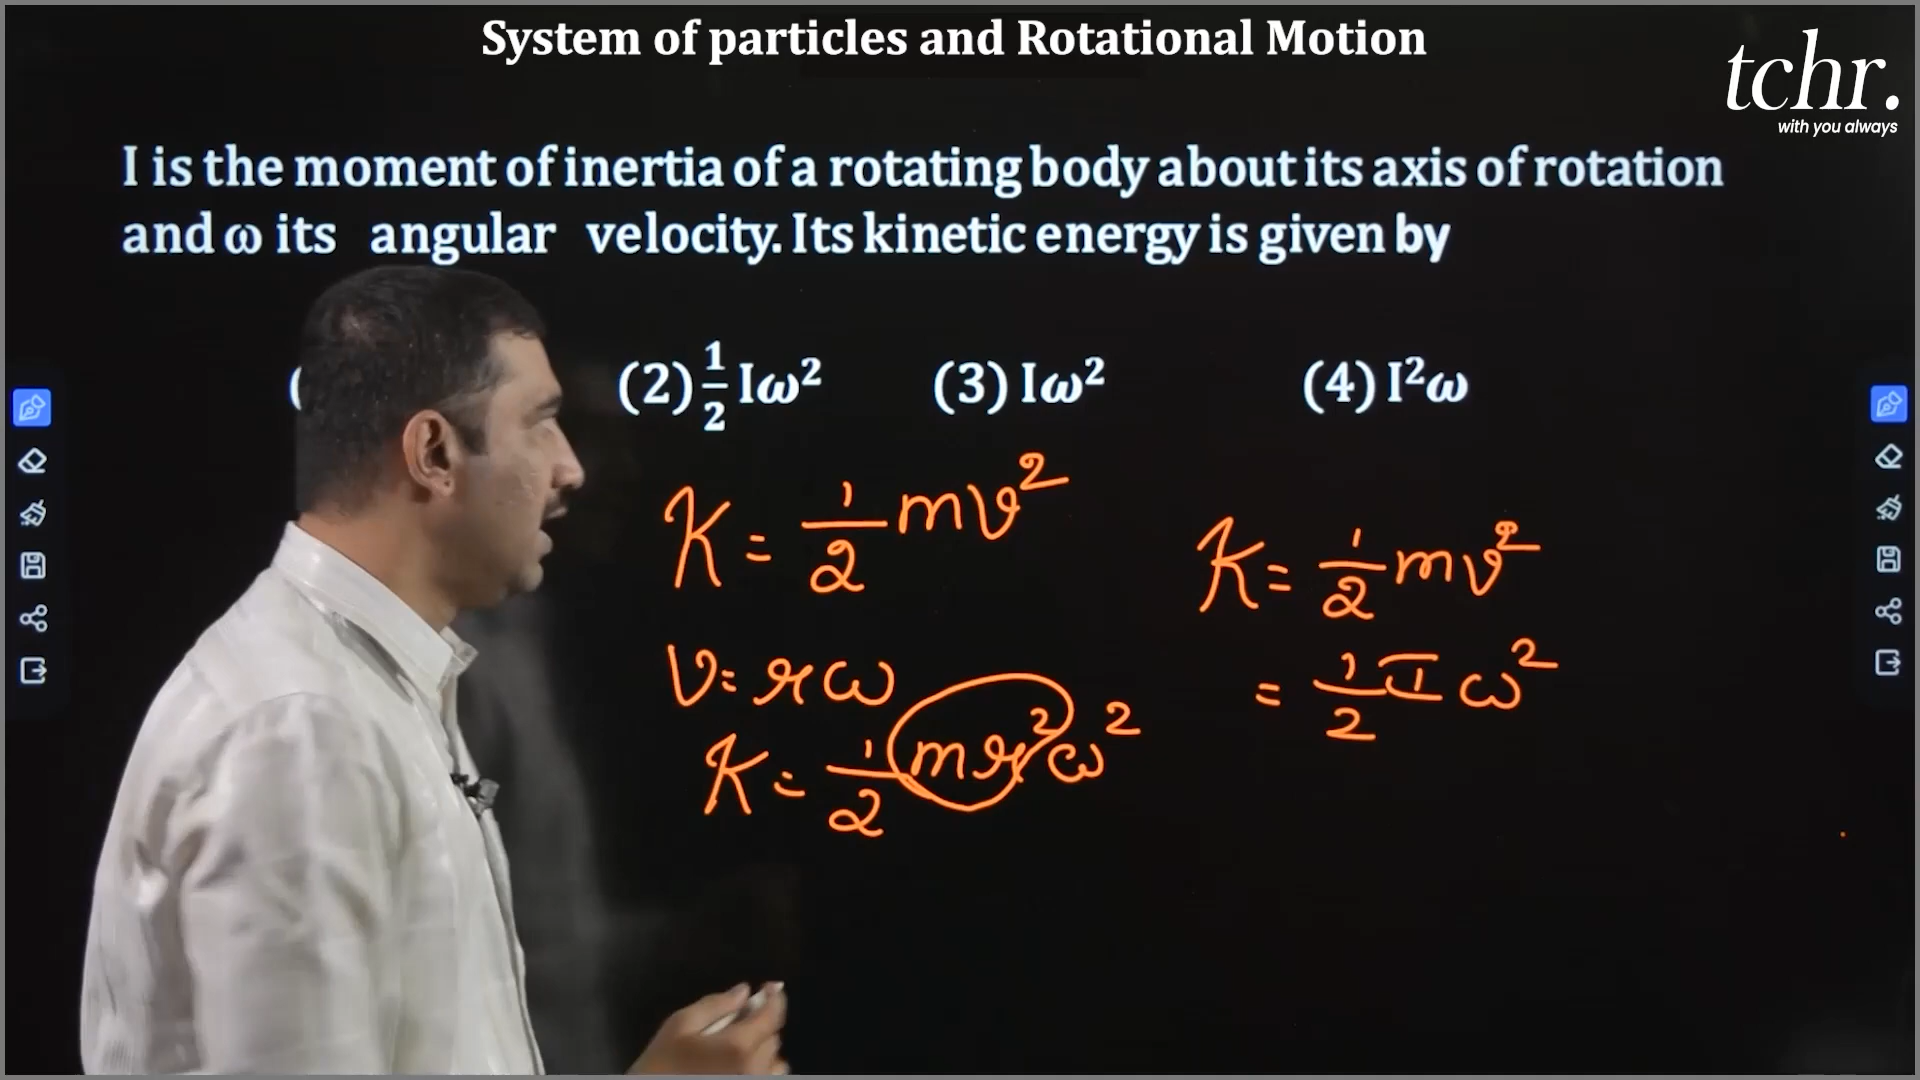 System of particles and Rotational Motion
tchr.
with you always
I is the moment of inertia of a rotating body about its axis of rotation
and ω its angular velocity. Its kinetic energy is given by
( (2) 1/2 Iω² (3) Iω² (4) I²ω
K = 1/2 mv²
v = rω
K = 1/2 mr²ω²
K = 1/2 mv²
= 1/2 I ω²